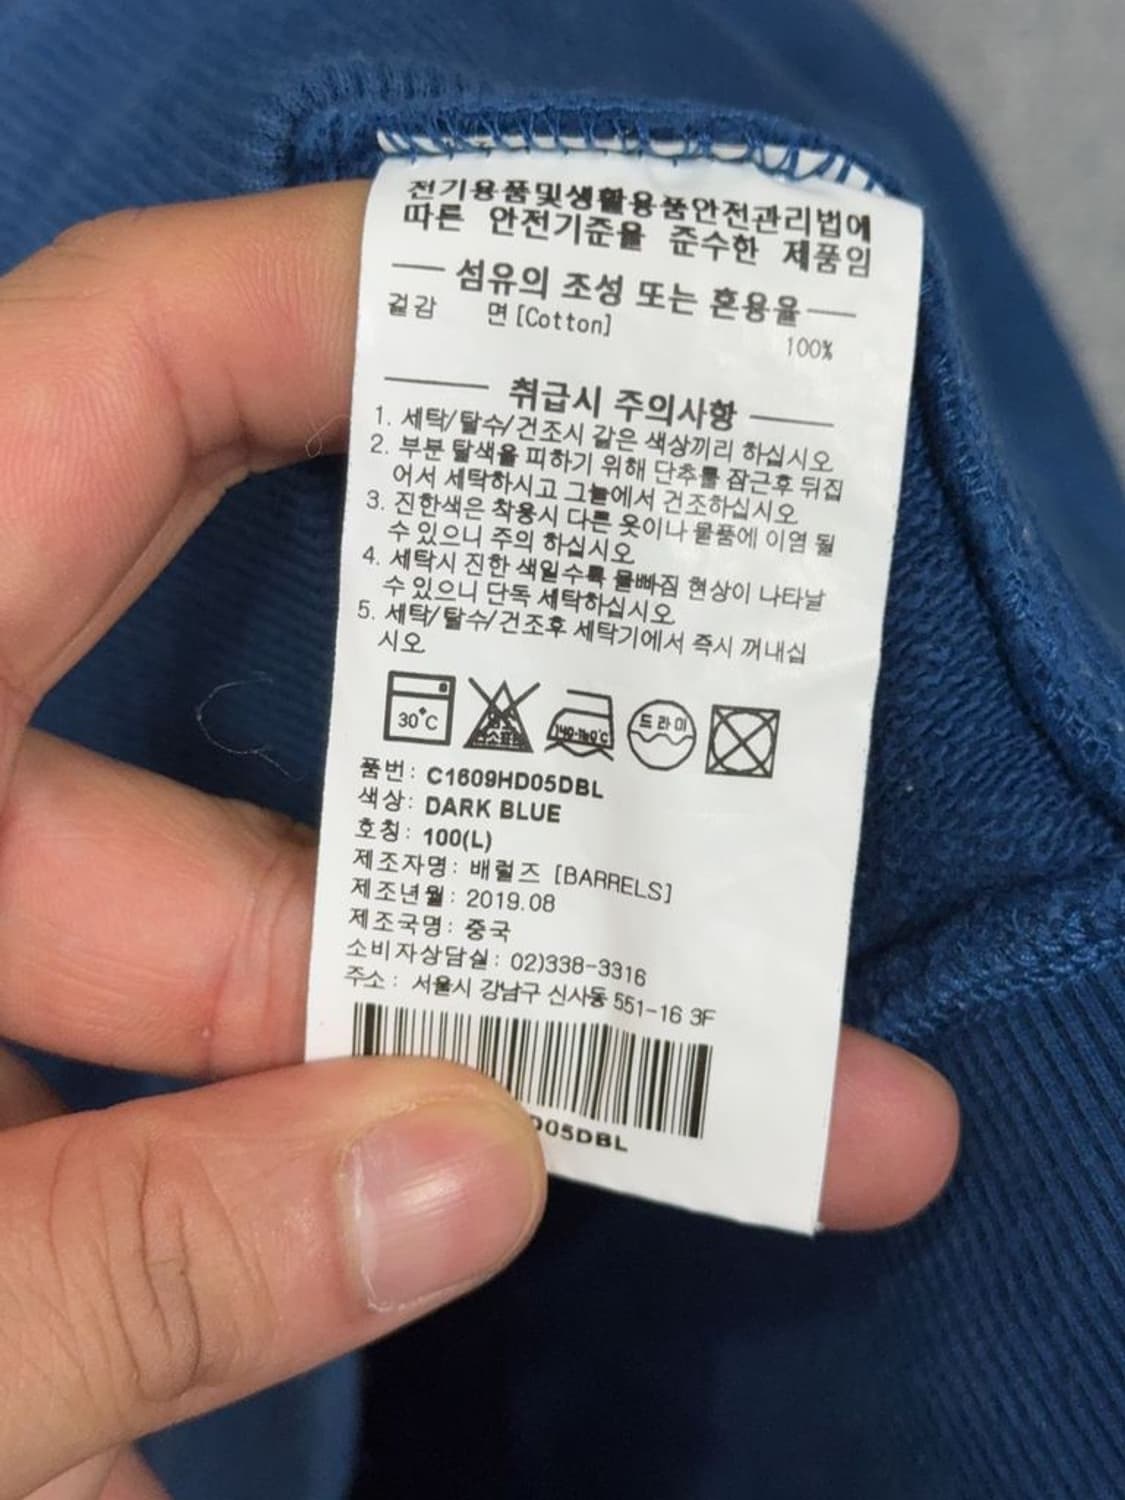 전기용품및생활용품안전관리법에
따른 안전기준을 준수한 제품임
섬유의 조성 또는 혼용율
겉감 면[Cotton]
100%
취급시 주의사항
1. 세탁/탈수/건조시 같은 색상끼리 하십시오
2. 부분 탈색을 피하기 위해 단추를 잠근후 뒤집
어서 세탁하시고 그늘에서 건조하십시오
3. 진한색은 착용시 다른 옷이나 물품에 이염 될
수 있으니 주의 하십시오
4. 세탁시 진한 색일수록 물빠짐 현상이 나타날
수 있으니 단독 세탁하십시오
5. 세탁/탈수/건조후 세탁기에서 즉시 꺼내십
시오
30°C
염소표백
140-160°C
드라이
품번: C1609HD05DBL
색상: DARK BLUE
호칭: 100(L)
제조자명: 배럴즈 [BARRELS]
제조년월: 2019.08
제조국명: 중국
소비자상담실: 02)338-3316
주소: 서울시 강남구 신사동 551-16 3F
D05DBL